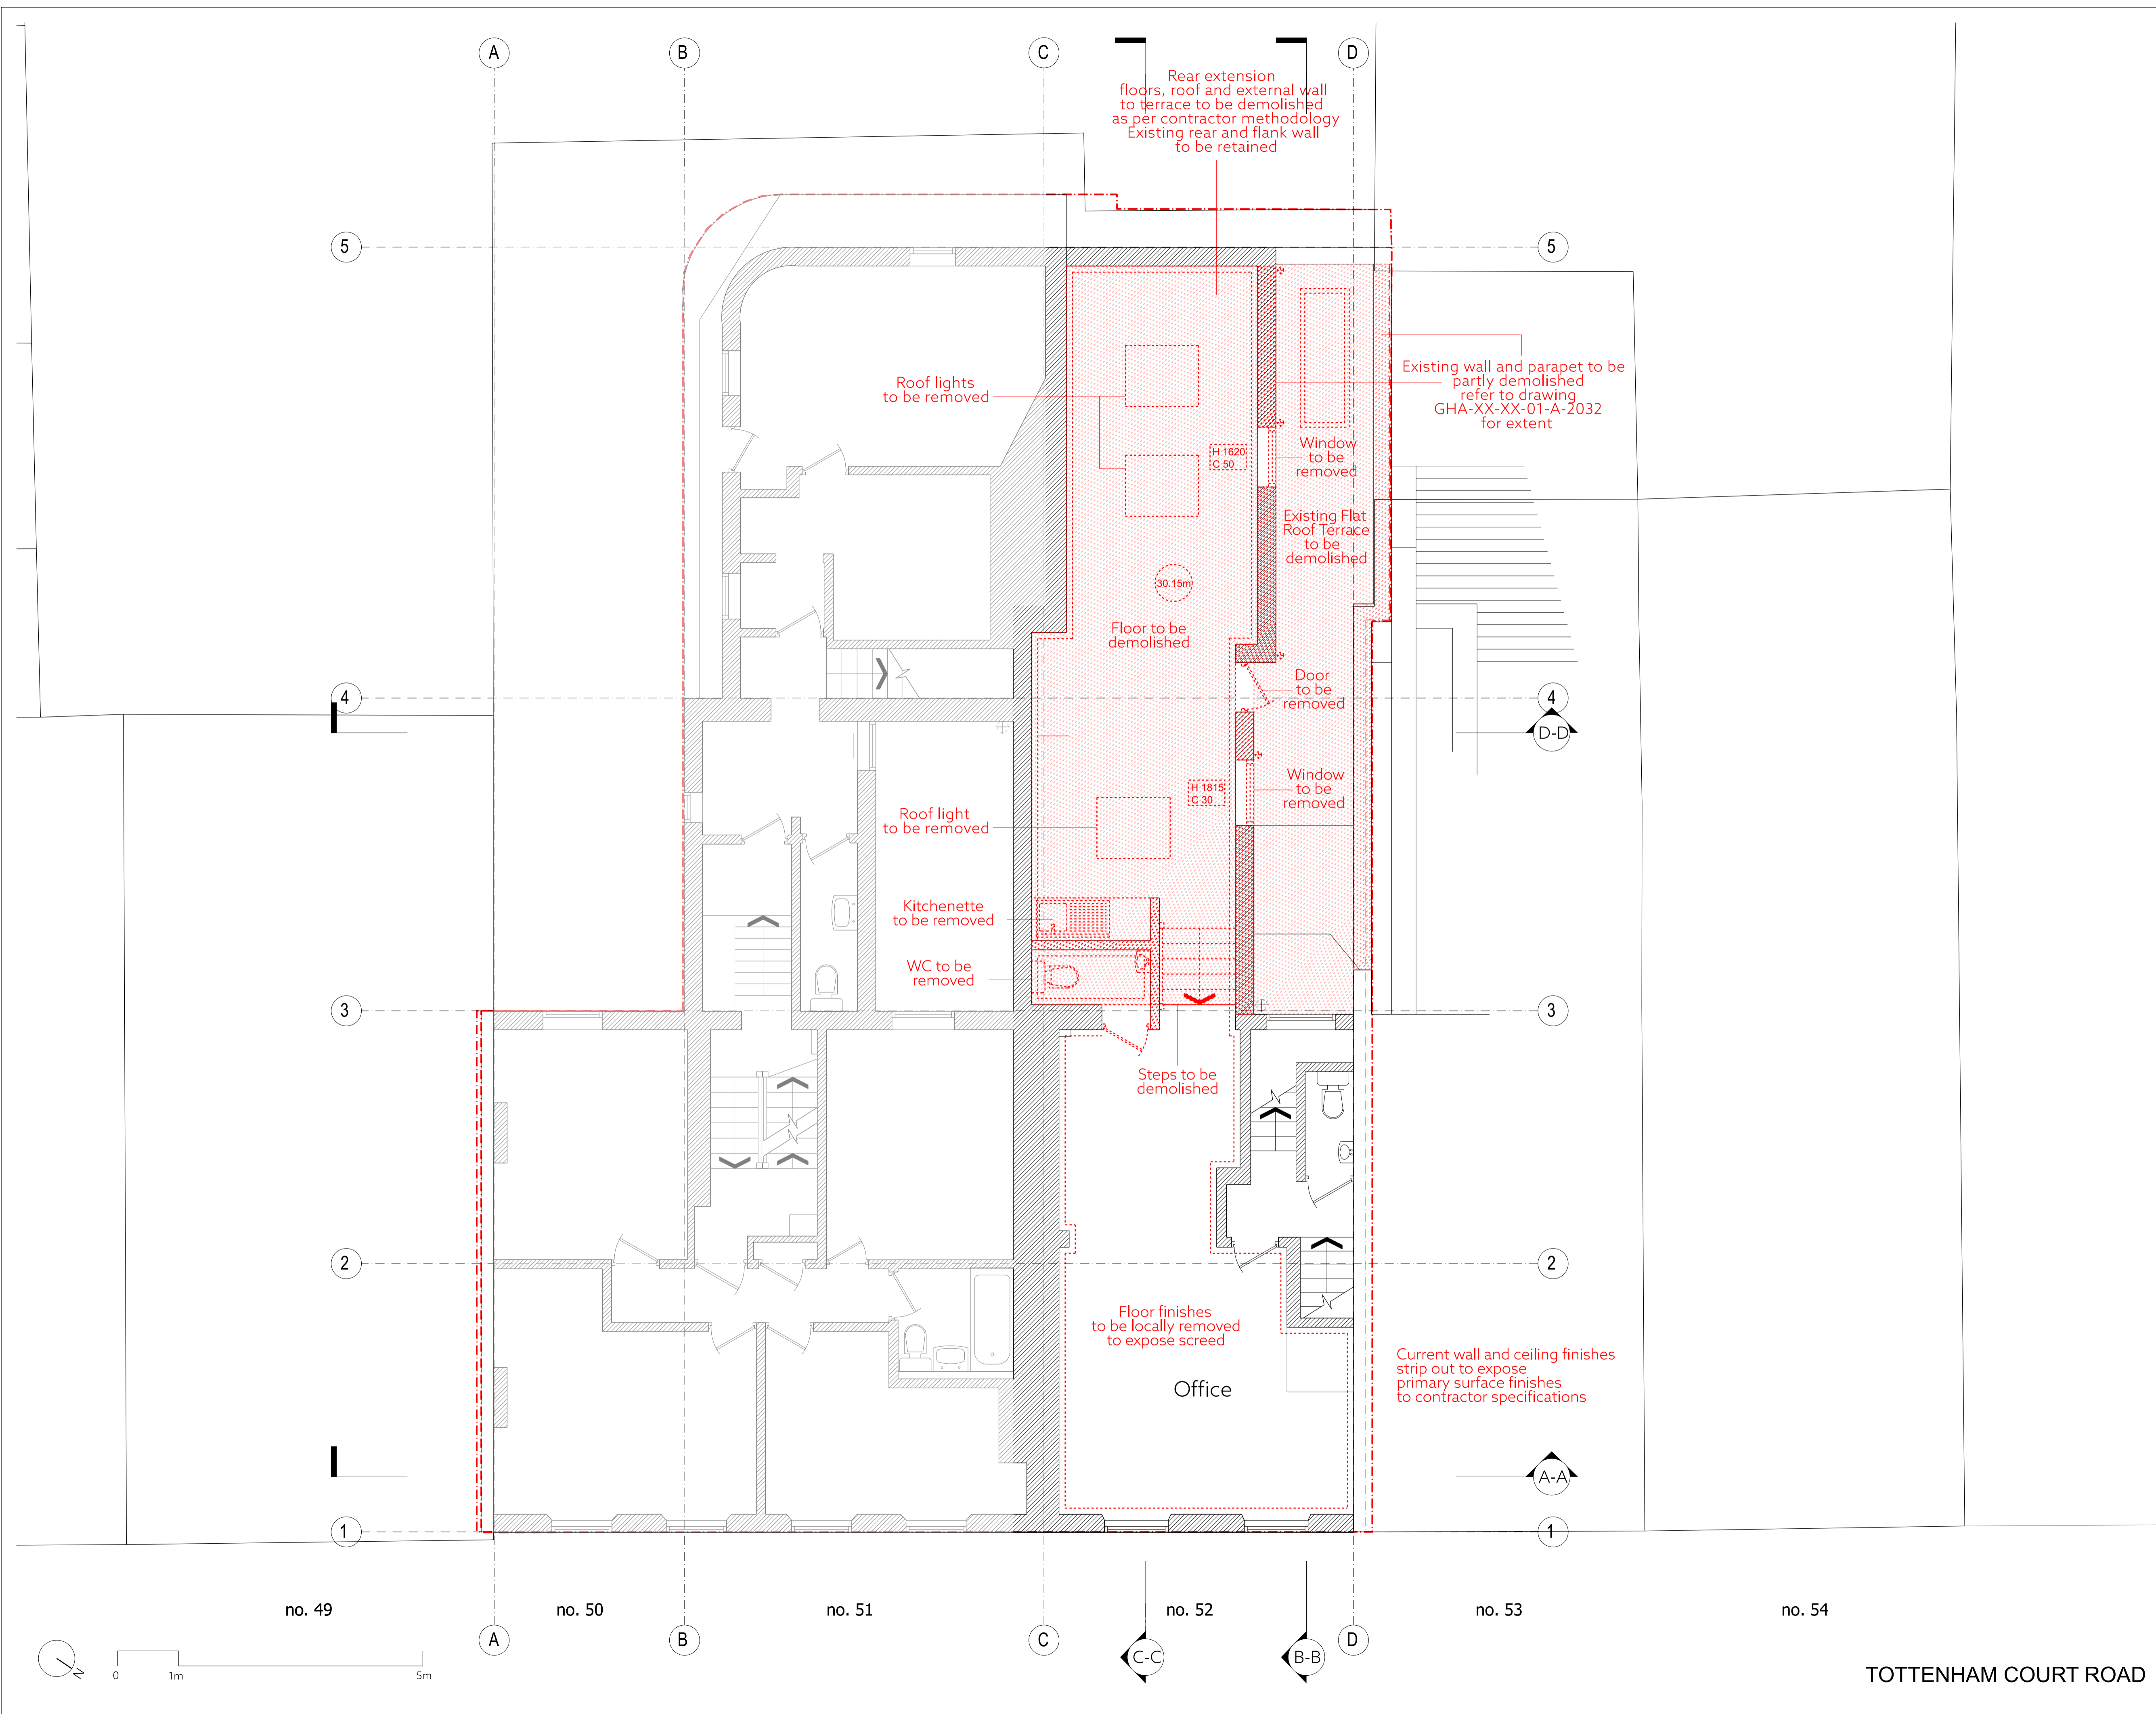 A
B
C
D
Rear extension
floors, roof and external wall
to terrace to be demolished
as per contractor methodology
Existing rear and flank wall
to be retained
5
5
Roof lights
to be removed
Existing wall and parapet to be
partly demolished
refer to drawing
GHA-XX-XX-01-A-2032
for extent
H 1620
C 50
Window
to be
removed
Existing Flat
Roof Terrace
to be
demolished
30.15m
Floor to be
demolished
Door
to be
removed
4
4
D-D
Window
to be
removed
H 1815
C 30
Roof light
to be removed
Kitchenette
to be removed
WC to be
removed
3
3
Steps to be
demolished
2
2
Floor finishes
to be locally removed
to expose screed
Current wall and ceiling finishes
strip out to expose
primary surface finishes
to contractor specifications
Office
A-A
1
1
no. 49
no. 50
no. 51
no. 52
no. 53
no. 54
A
B
C
D
C-C
B-B
N
0
1m
5m
TOTTENHAM COURT ROAD